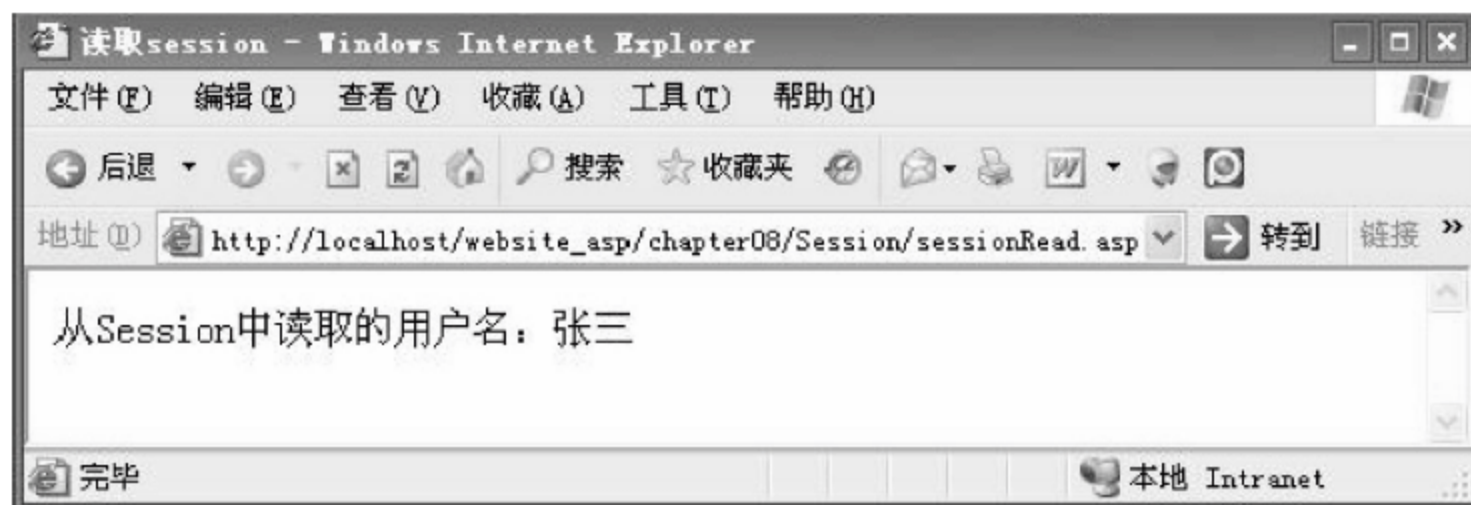 读取session - Windows Internet Explorer
文件(F) 编辑(E) 查看(V) 收藏(A) 工具(T) 帮助(H)
后退 搜索 收藏夹
地址(D) http://localhost/website_asp/chapter08/Session/sessionRead.asp 转到 链接 »
从Session中读取的用户名：张三
完毕 本地 Intranet